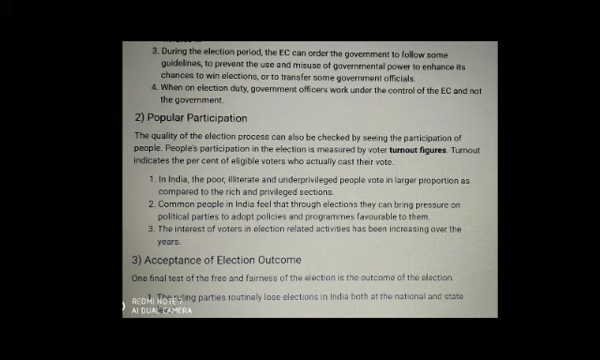 3. During the election period, the EC can order the government to follow some
guidelines, to prevent the use and misuse of governmental power to enhance its
chances to win elections, or to transfer some government officials.
4. When on election duty, government officers work under the control of the EC and not
the government.
2) Popular Participation
The quality of the election process can also be checked by seeing the participation of
people. People's participation in the election is measured by voter turnout figures. Turnout
indicates the per cent of eligible voters who actually cast their vote.
1. In India, the poor, illiterate and underprivileged people vote in larger proportion as
compared to the rich and privileged sections.
2. Common people in India feel that through elections they can bring pressure on
political parties to adopt policies and programmes favourable to them.
3. The interest of voters in election related activities has been increasing over the
years.
3) Acceptance of Election Outcome
One final test of the free and fairness of the election is the outcome of the election.
1. The ruling parties routinely lose elections in India both at the national and state
REDMI NOTE 7
AI DUAL CAMERA